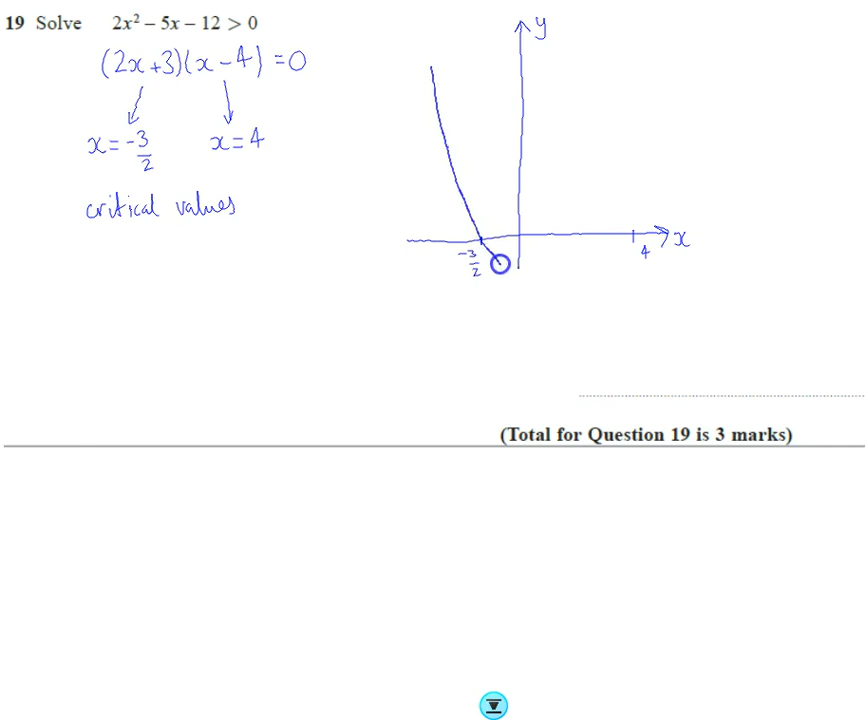 19 Solve 2x² – 5x – 12 > 0
(2x+3)(x-4) = 0
x = -3/2 x = 4
critical values
y
x
-3/2
4
(Total for Question 19 is 3 marks)